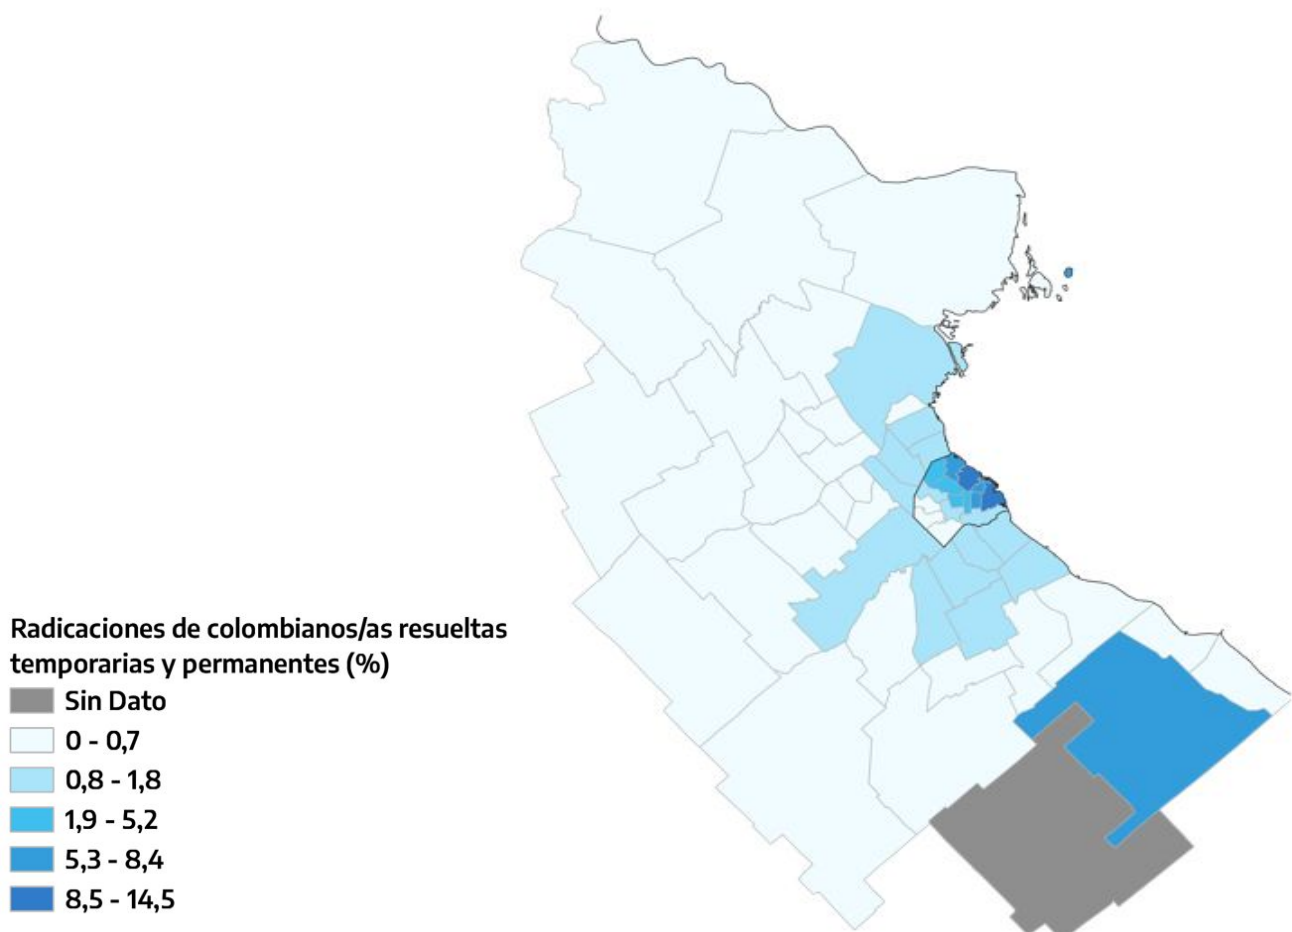 Radicaciones de colombianos/as resueltas
temporarias y permanentes (%)
Sin Dato
0 - 0,7
0,8 - 1,8
1,9 - 5,2
5,3 - 8,4
8,5 - 14,5